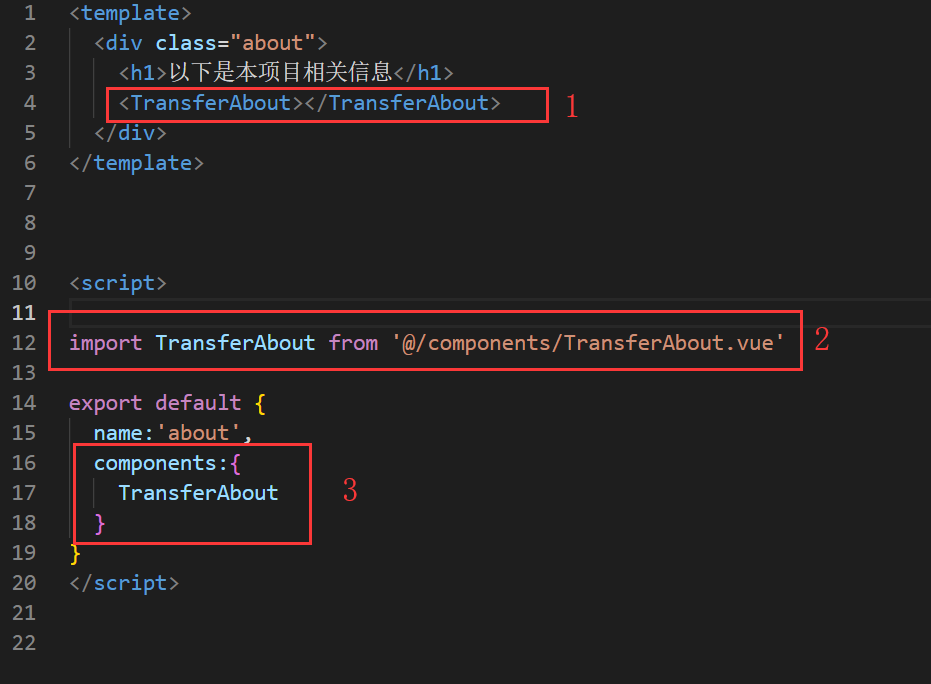 1 <template>
2 <div class="about">
3 <h1>以下是本项目相关信息</h1>
4 <TransferAbout></TransferAbout> 1
5 </div>
6 </template>
7
8
9
10 <script>
11
12 import TransferAbout from '@/components/TransferAbout.vue' 2
13
14 export default {
15 name:'about',
16 components:{
17 TransferAbout 3
18 }
19 }
20 </script>
21
22